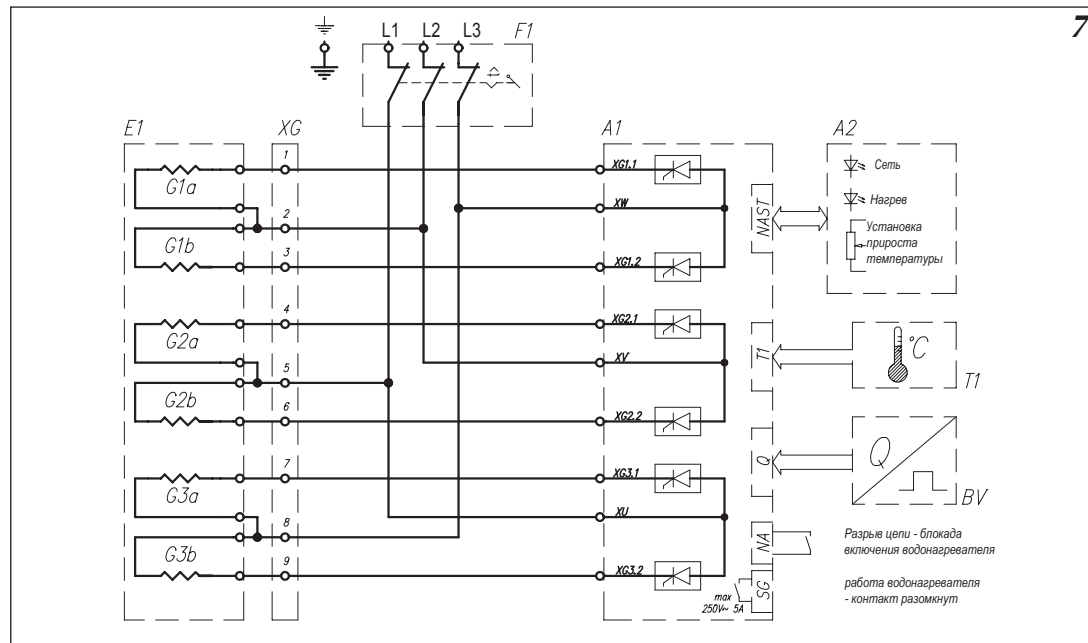 7
L1 L2 L3 F1
E1 XG A1 A2
G1a 1 XG1.1 Сеть
XW NAST Нагрев
2
G1b 3 XG1.2 Установка
прироста
температуры
G2a 4 XG2.1
XV T1 °C T1
5
G2b 6 XG2.2
Q Q BV
G3a 7 XG3.1
XU
8
NA Разрыв цепи - блокада
включения водонагревателя
G3b 9 XG3.2
SG работа водонагревателя
- контакт разомкнут
max
250V~ 5A